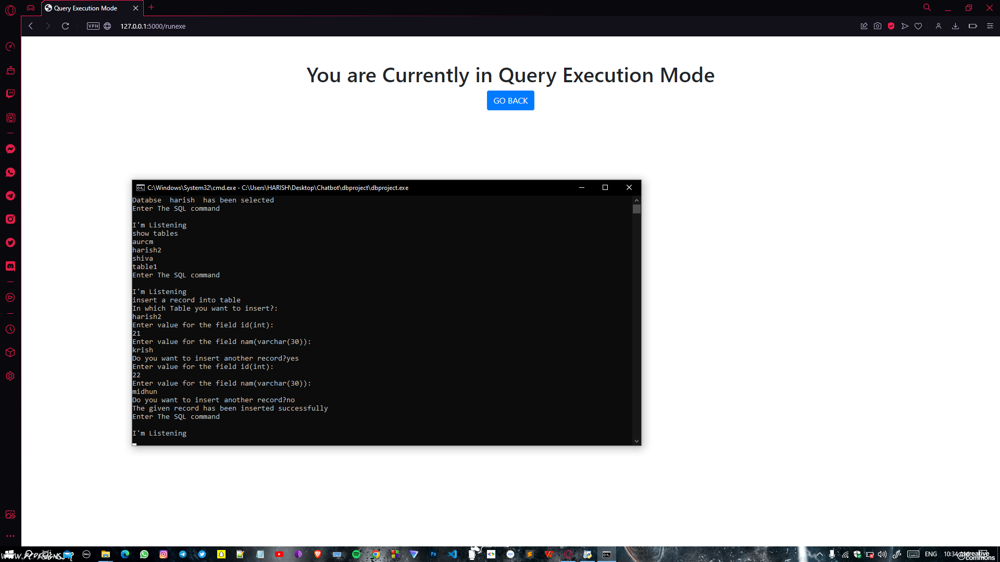 Query Execution Mode
VPN
127.0.0.1:5000/runexe
You are Currently in Query Execution Mode
GO BACK
C:\Windows\System32\cmd.exe - C:\Users\HARISH\Desktop\Chatbot\dbproject\dbproject.exe
Databse  harish  has been selected
Enter The SQL command
I'm Listening
show tables
aurcm
harish2
shiva
table1
Enter The SQL command
I'm Listening
insert a record into table
In which Table you want to insert?:
harish2
Enter value for the field id(int):
21
Enter value for the field nam(varchar(30)):
krish
Do you want to insert another record?yes
Enter value for the field id(int):
22
Enter value for the field nam(varchar(30)):
midhun
Do you want to insert another record?no
The given record has been inserted successfully
Enter The SQL command
I'm Listening
DELL
Ps
ENG
10:34
creative
commons